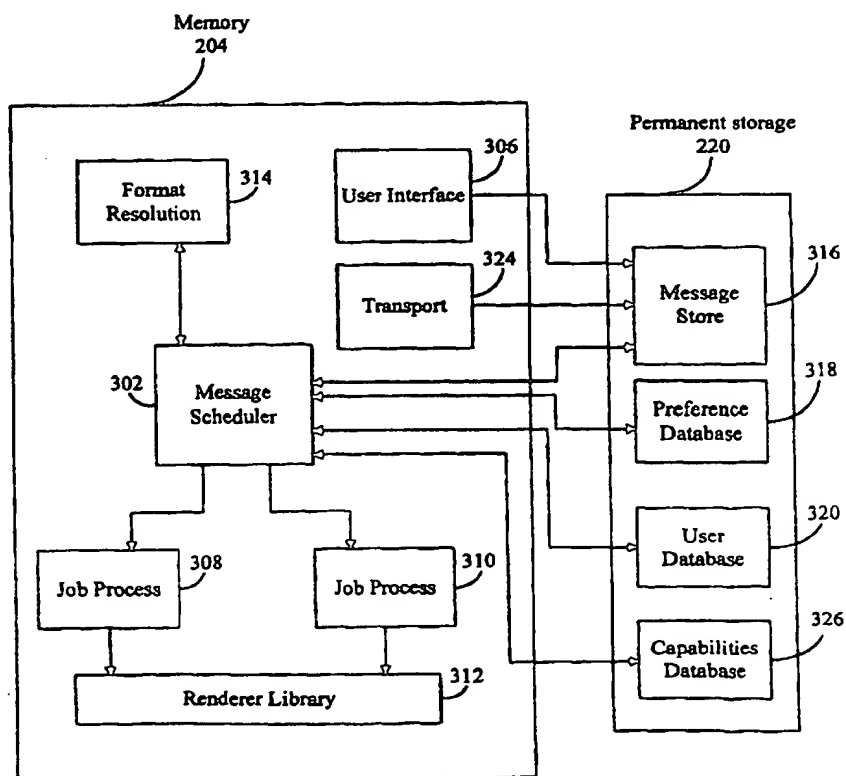 Memory
204
Permanent storage
220
Format
Resolution
314
User Interface
306
Transport
324
Message
Store
316
302
Message
Scheduler
Preference
Database
318
User
Database
320
Job Process
308
Job Process
310
Capabilities
Database
326
Renderer Library
312